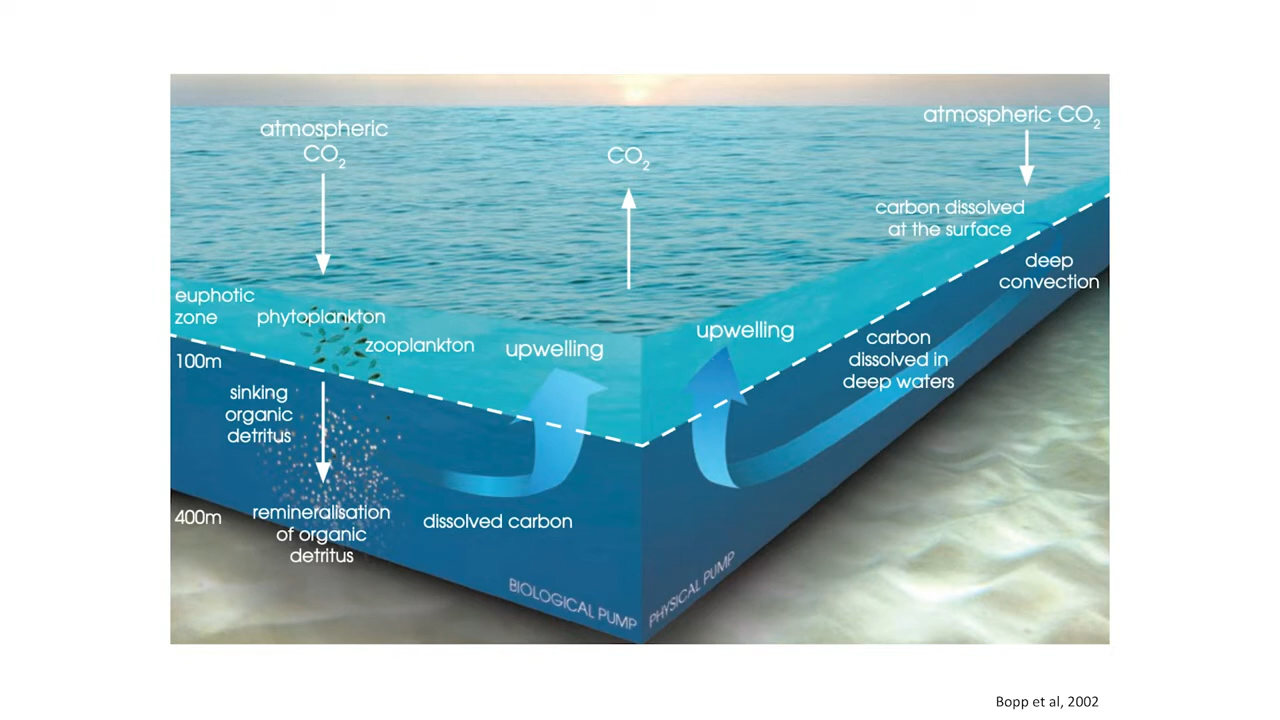 atmospheric
CO₂
CO₂
atmospheric CO₂
carbon dissolved
at the surface
deep
convection
euphotic
zone
phytoplankton
zooplankton
upwelling
upwelling
100m
carbon
dissolved in
deep waters
sinking
organic
detritus
400m
remineralisation
of organic
detritus
dissolved carbon
BIOLOGICAL PUMP
PHYSICAL PUMP
Bopp et al, 2002